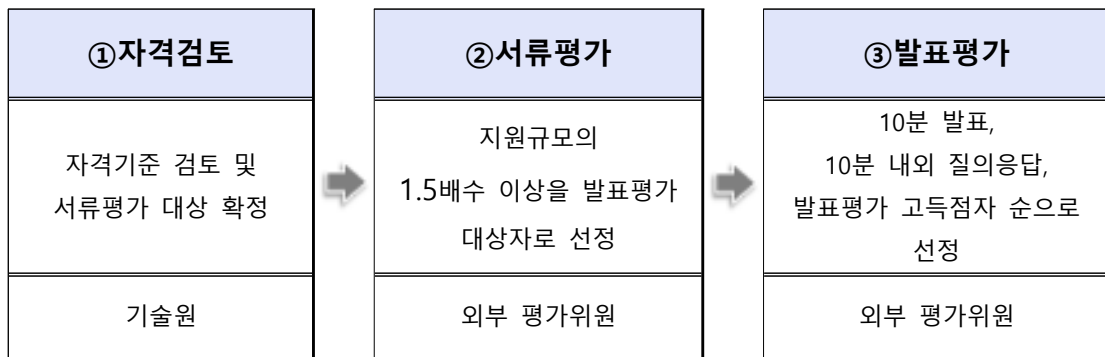 ①자격검토
②서류평가
③발표평가
자격기준 검토 및
서류평가 대상 확정
지원규모의
1.5배수 이상을 발표평가
대상자로 선정
10분 발표,
10분 내외 질의응답,
발표평가 고득점자 순으로
선정
기술원
외부 평가위원
외부 평가위원